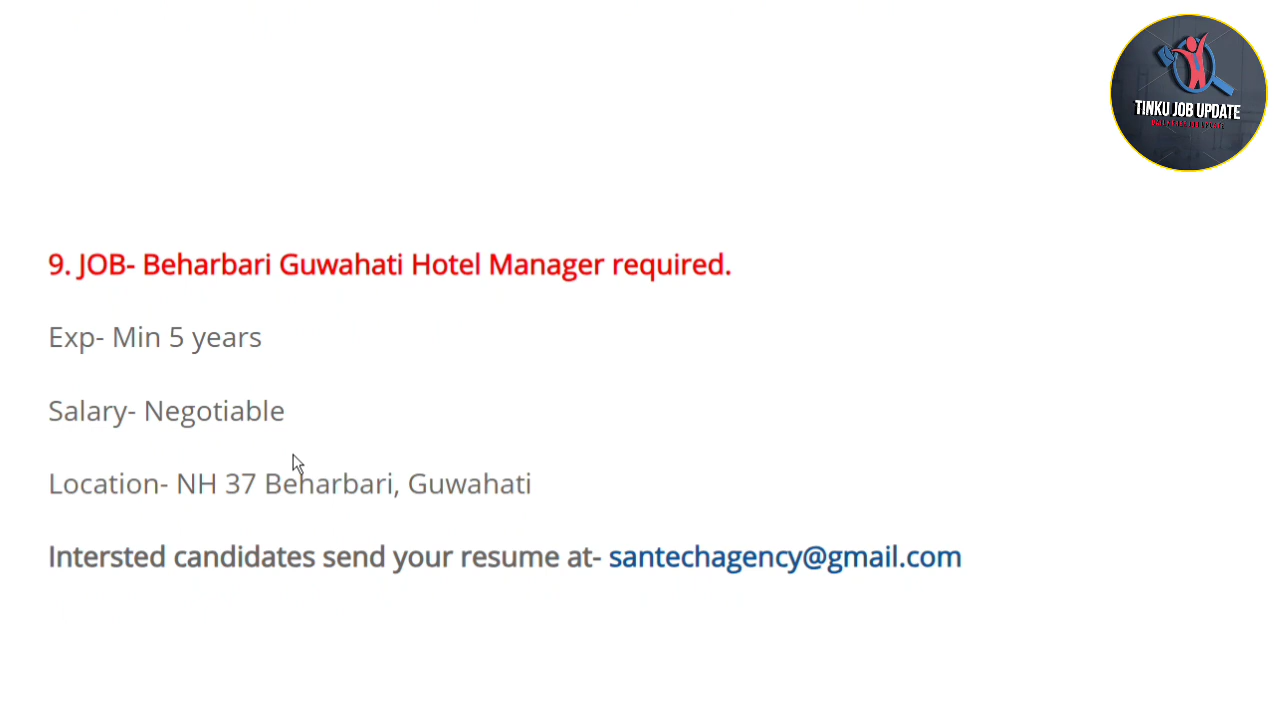 TINKU JOB UPDATE
9. JOB- Beharbari Guwahati Hotel Manager required.
Exp- Min 5 years
Salary- Negotiable
Location- NH 37 Beharbari, Guwahati
Intersted candidates send your resume at- santechagency@gmail.com